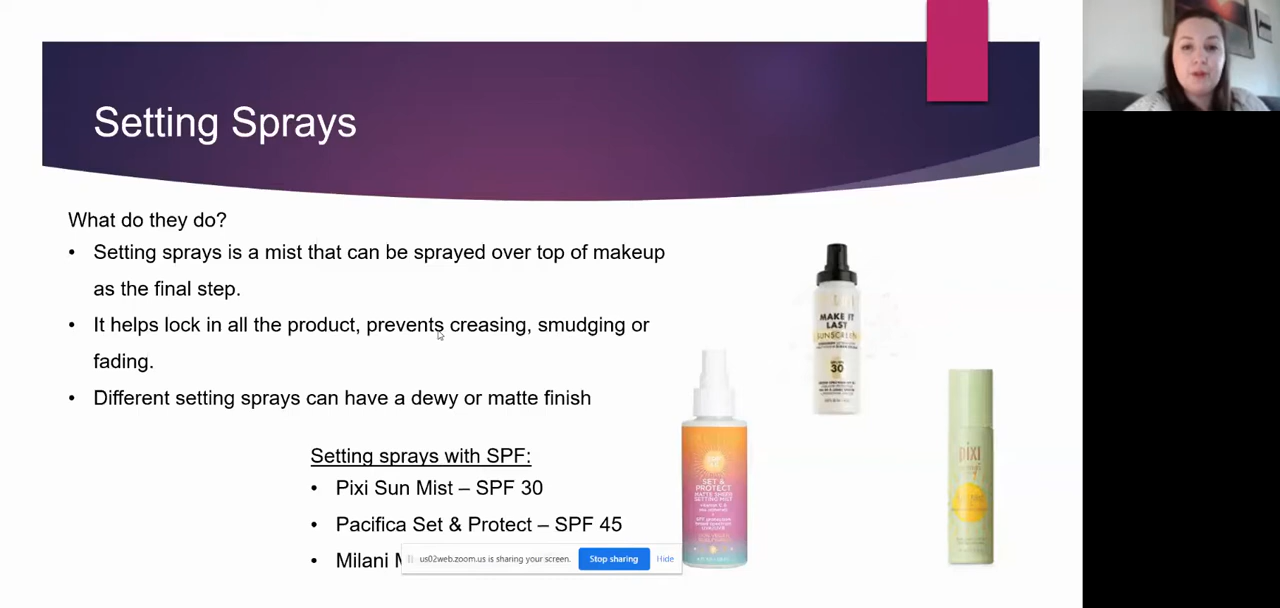 Setting Sprays
What do they do?
• Setting sprays is a mist that can be sprayed over top of makeup
as the final step.
• It helps lock in all the product, prevents creasing, smudging or
fading.
• Different setting sprays can have a dewy or matte finish
Setting sprays with SPF:
• Pixi Sun Mist – SPF 30
• Pacifica Set & Protect – SPF 45
• Milani M
us02web.zoom.us is sharing your screen.
Stop sharing
Hide
MAKE IT
LAST
SUNSCREEN
30
SET &
PROTECT
MATTE SHEER
SETTING MIST
pixi